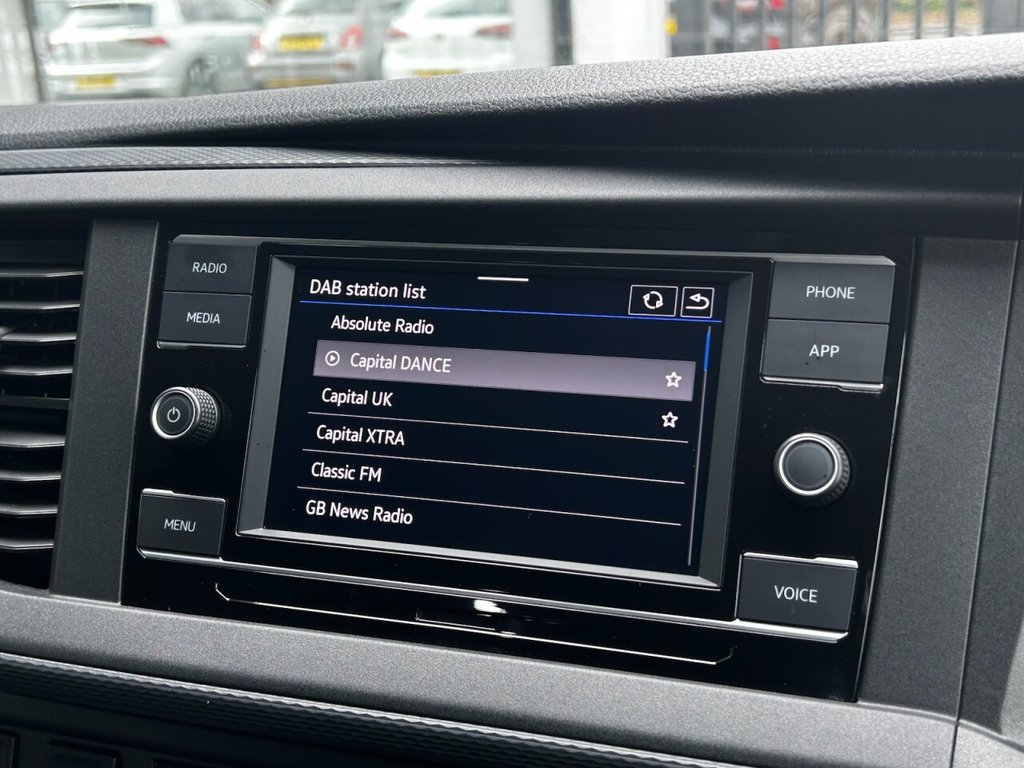 RADIO
MEDIA
MENU
DAB station list
Absolute Radio
Capital DANCE
Capital UK
Capital XTRA
Classic FM
GB News Radio
PHONE
APP
VOICE